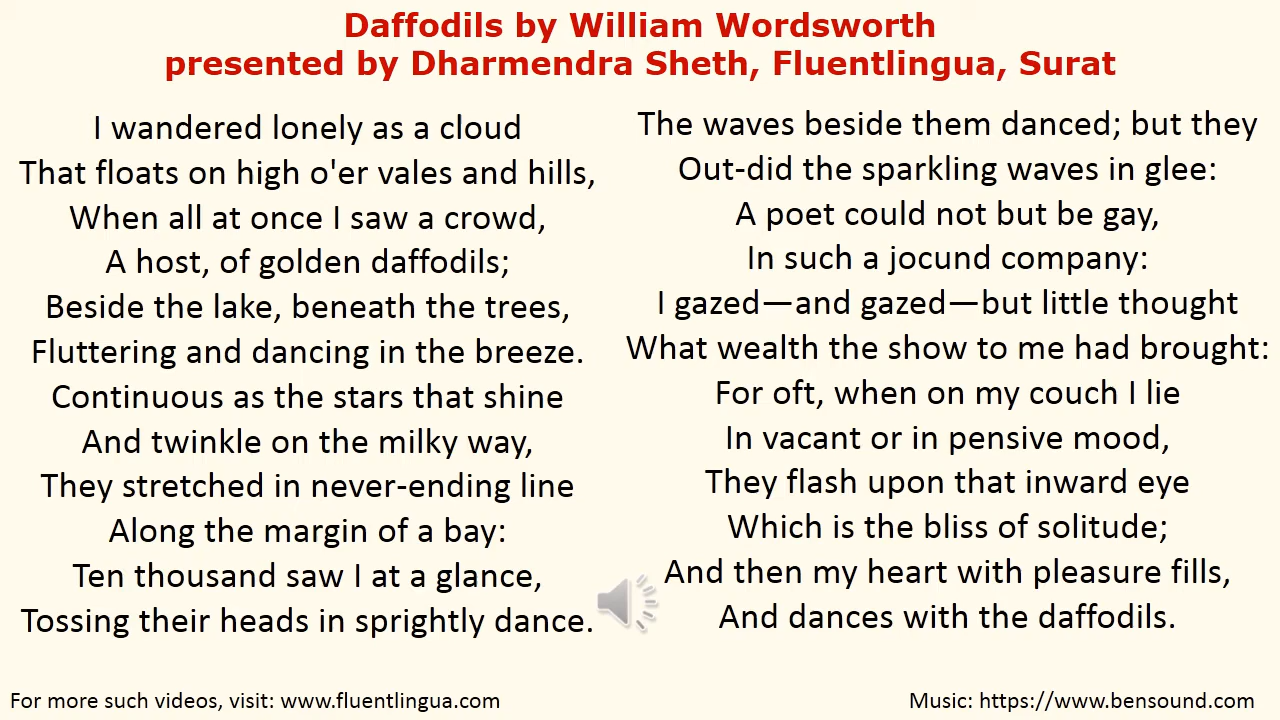 Daffodils by William Wordsworth
presented by Dharmendra Sheth, Fluentlingua, Surat
I wandered lonely as a cloud
That floats on high o'er vales and hills,
When all at once I saw a crowd,
A host, of golden daffodils;
Beside the lake, beneath the trees,
Fluttering and dancing in the breeze.
Continuous as the stars that shine
And twinkle on the milky way,
They stretched in never-ending line
Along the margin of a bay:
Ten thousand saw I at a glance,
Tossing their heads in sprightly dance.
The waves beside them danced; but they
Out-did the sparkling waves in glee:
A poet could not but be gay,
In such a jocund company:
I gazed—and gazed—but little thought
What wealth the show to me had brought:
For oft, when on my couch I lie
In vacant or in pensive mood,
They flash upon that inward eye
Which is the bliss of solitude;
And then my heart with pleasure fills,
And dances with the daffodils.
For more such videos, visit: www.fluentlingua.com
Music: https://www.bensound.com